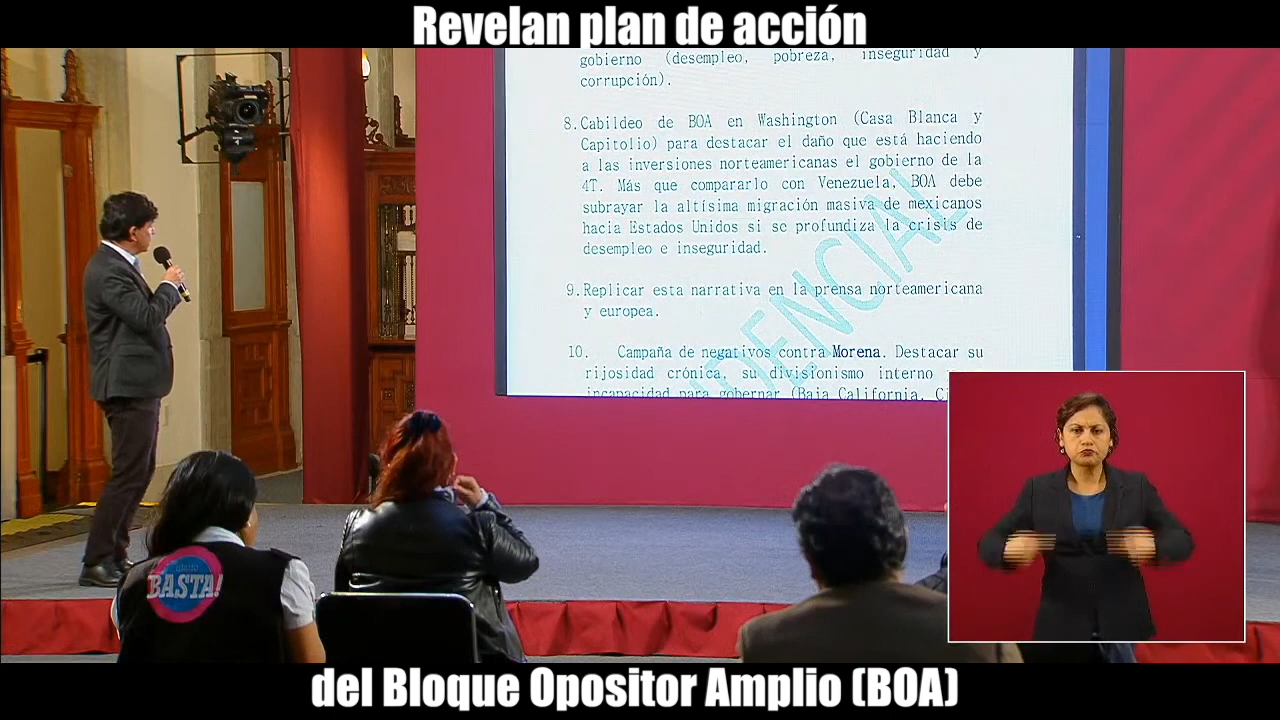 Revelan plan de acción
gobierno (desempleo, pobreza, inseguridad y
corrupción).
8. Cabildeo de BOA en Washington (Casa Blanca y
Capitolio) para destacar el daño que está haciendo
a las inversiones norteamericanas el gobierno de la
4T. Más que compararlo con Venezuela, BOA debe
subrayar la altísima migración masiva de mexicanos
hacia Estados Unidos si se profundiza la crisis de
desempleo e inseguridad.
9. Replicar esta narrativa en la prensa norteamericana
y europea.
10. Campaña de negativos contra Morena. Destacar su
rijosidad crónica, su divisionismo interno
incapacidad para gobernar (Baja California,
BASTA!
del Bloque Opositor Amplio (BOA)